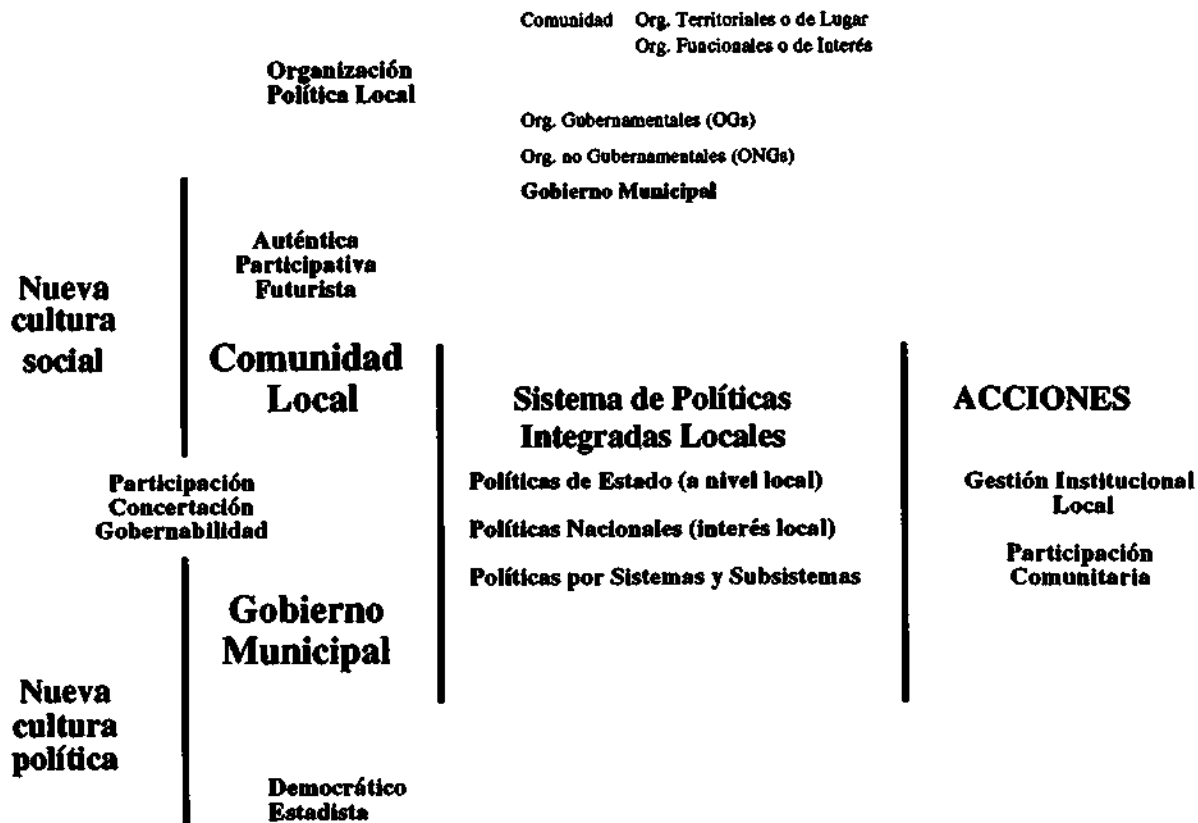 Comunidad Org. Territoriales o de Lugar
Org. Funcionales o de Interés
Organización
Política Local
Org. Gubernamentales (OGs)
Org. no Gubernamentales (ONGs)
Gobierno Municipal
Auténtica
Participativa
Futurista
Nueva
cultura
social
Comunidad
Local
Sistema de Políticas
Integradas Locales
ACCIONES
Participación
Concertación
Gobernabilidad
Políticas de Estado (a nivel local)
Políticas Nacionales (interés local)
Políticas por Sistemas y Subsistemas
Gestión Institucional
Local
Participación
Comunitaria
Gobierno
Municipal
Nueva
cultura
política
Democrático
Estadista